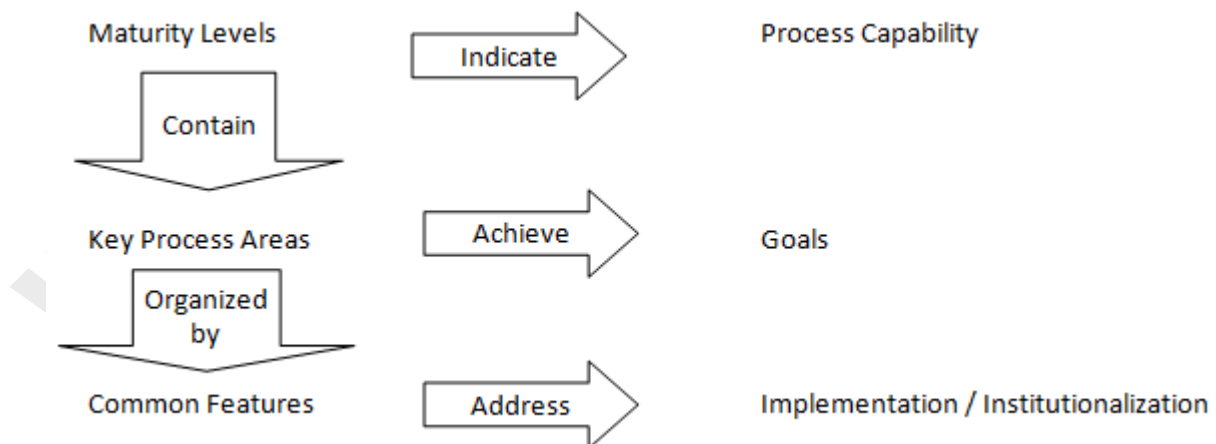 Maturity Levels
Indicate
Process Capability
Contain
Key Process Areas
Achieve
Goals
Organized
by
Common Features
Address
Implementation / Institutionalization